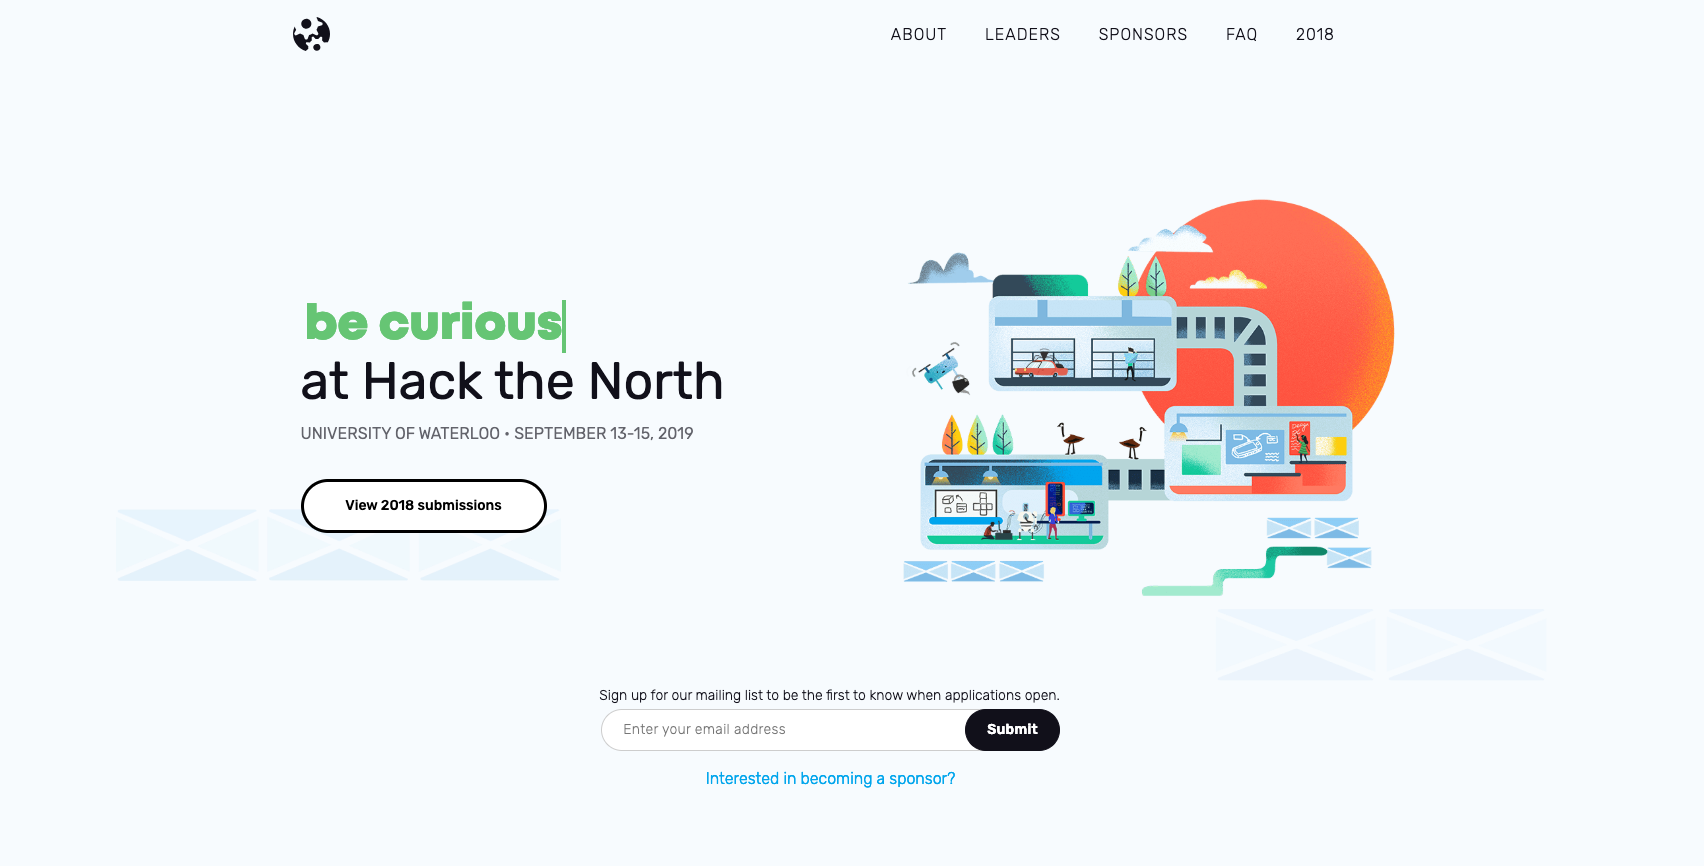 ABOUT LEADERS SPONSORS FAQ 2018
be curious
at Hack the North
UNIVERSITY OF WATERLOO • SEPTEMBER 13-15, 2019
View 2018 submissions
Sign up for our mailing list to be the first to know when applications open.
Enter your email address Submit
Interested in becoming a sponsor?